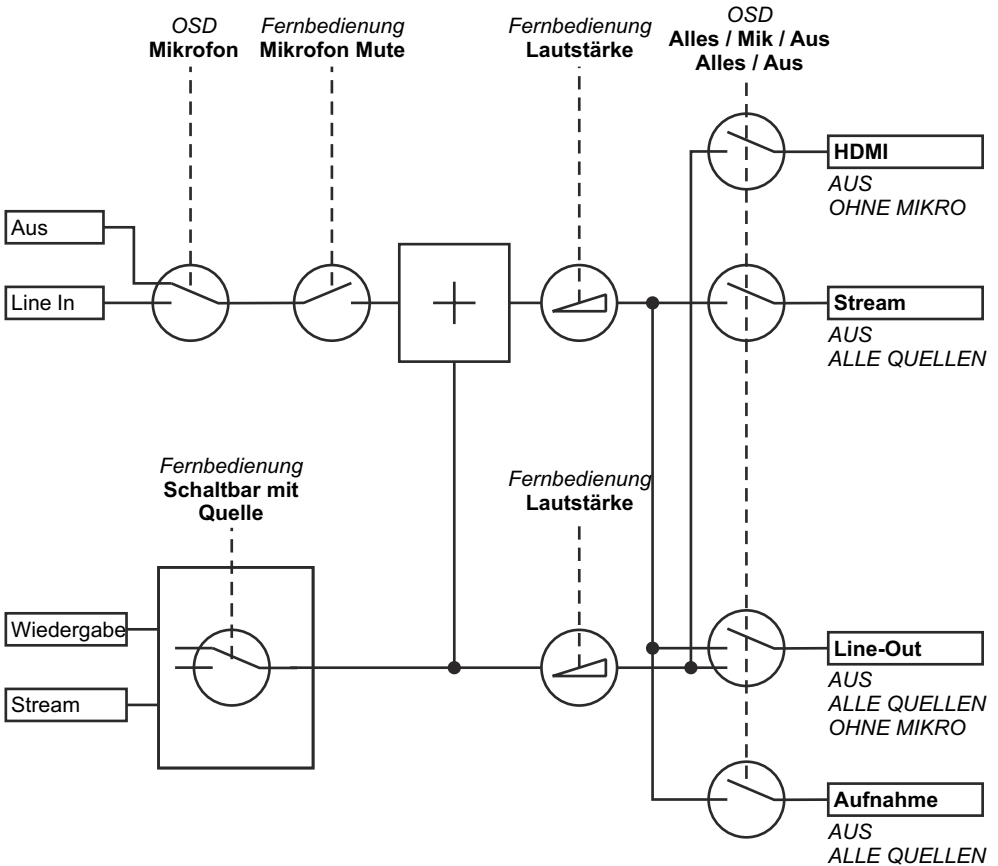 OSD
Mikrofon
Fernbedienung
Mikrofon Mute
Fernbedienung
Lautstärke
OSD
Alles / Mik / Aus
Alles / Aus
HDMI
AUS
OHNE MIKRO
Aus
Line In
Stream
AUS
ALLE QUELLEN
Fernbedienung
Schaltbar mit
Quelle
Fernbedienung
Lautstärke
Wiedergabe
Stream
Line-Out
AUS
ALLE QUELLEN
OHNE MIKRO
Aufnahme
AUS
ALLE QUELLEN